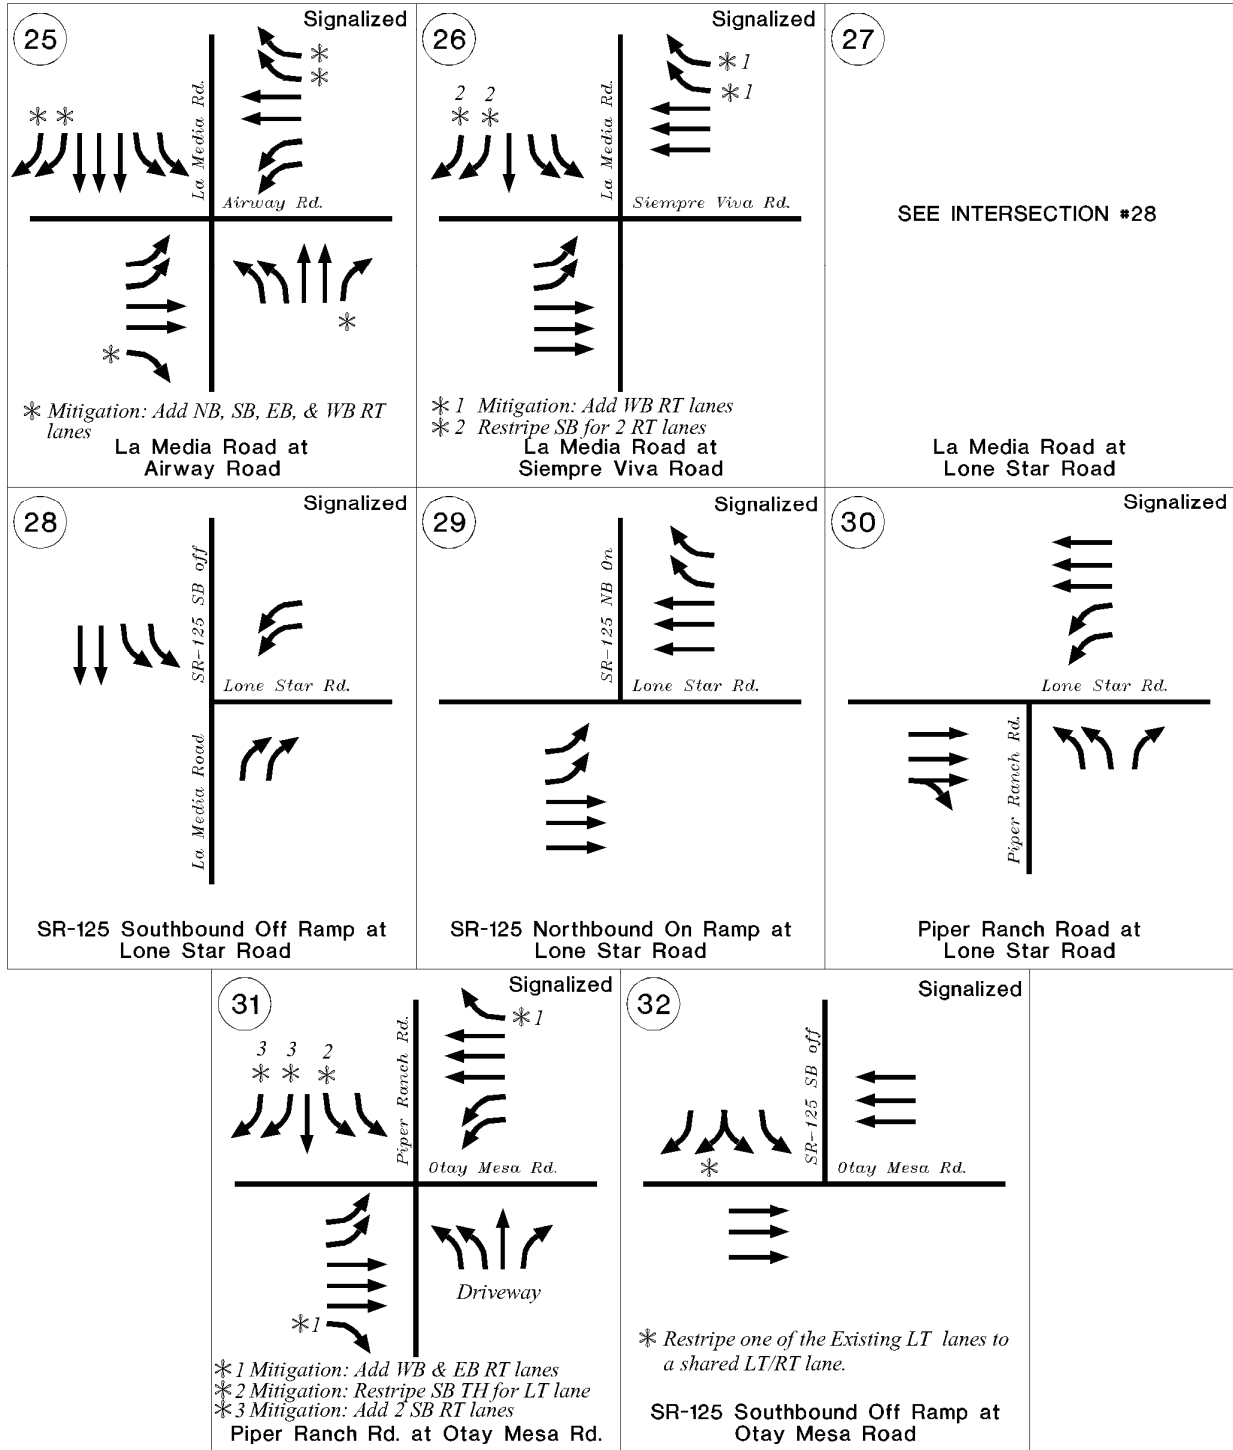 25
Signalized
La Media Rd.
Airway Rd.
✻ Mitigation: Add NB, SB, EB, & WB RT
lanes
La Media Road at
Airway Road
26
Signalized
✻ 1
✻ 1
2 2
La Media Rd.
Siempre Viva Rd.
✻ 1 Mitigation: Add WB RT lanes
✻ 2 Restripe SB for 2 RT lanes
La Media Road at
Siempre Viva Road
27
SEE INTERSECTION #28
La Media Road at
Lone Star Road
28
Signalized
SR-125 SB off
Lone Star Rd.
La Media Road
SR-125 Southbound Off Ramp at
Lone Star Road
29
Signalized
SR-125 NB On
Lone Star Rd.
SR-125 Northbound On Ramp at
Lone Star Road
30
Signalized
Lone Star Rd.
Piper Ranch Rd.
Piper Ranch Road at
Lone Star Road
31
Signalized
✻ 1
3 3 2
Piper Ranch Rd.
Otay Mesa Rd.
Driveway
✻ 1
✻ 1 Mitigation: Add WB & EB RT lanes
✻ 2 Mitigation: Restripe SB TH for LT lane
✻ 3 Mitigation: Add 2 SB RT lanes
Piper Ranch Rd. at Otay Mesa Rd.
32
Signalized
SR-125 SB off
Otay Mesa Rd.
✻ Restripe one of the Existing LT lanes to
a shared LT/RT lane.
SR-125 Southbound Off Ramp at
Otay Mesa Road